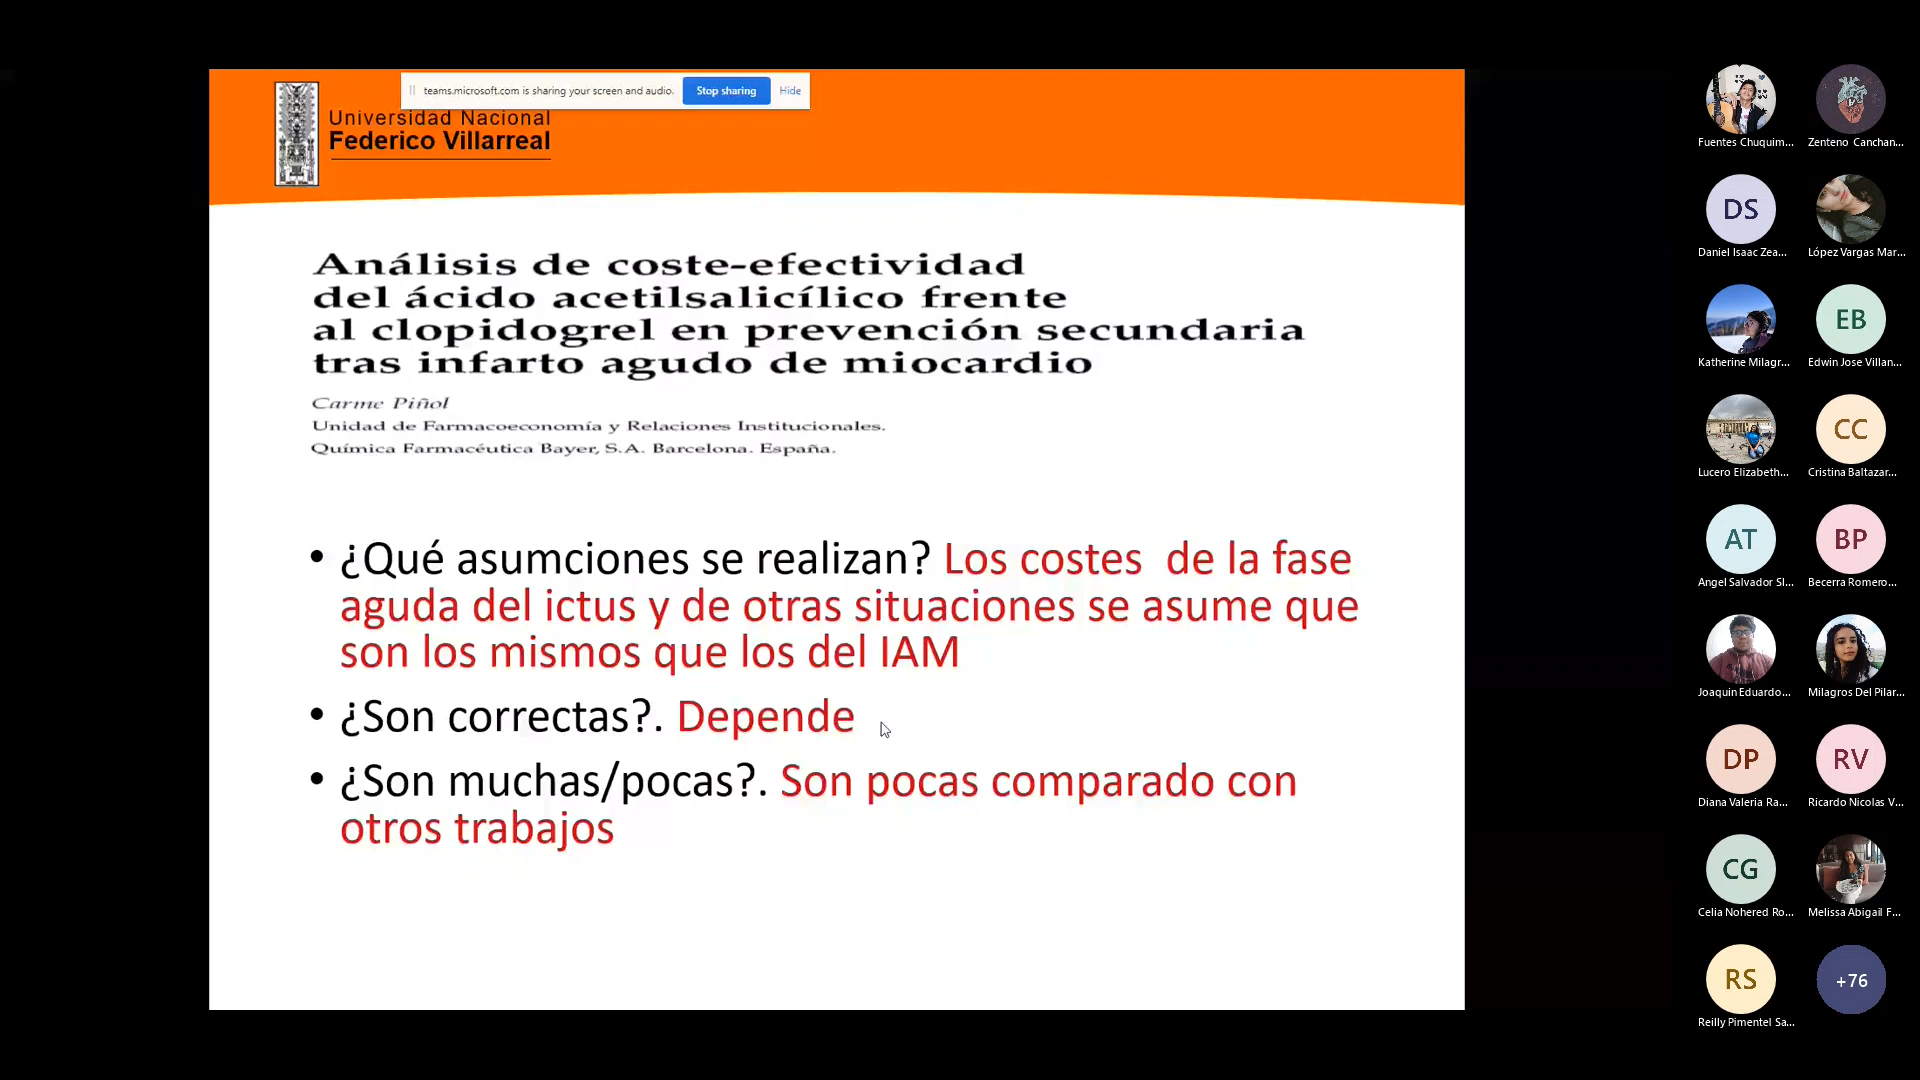 teams.microsoft.com is sharing your screen and audio.
Stop sharing
Hide
Universidad Nacional
Federico Villarreal
Análisis de coste-efectividad
del ácido acetilsalicílico frente
al clopidogrel en prevención secundaria
tras infarto agudo de miocardio
Carme Piñol
Unidad de Farmacoeconomía y Relaciones Institucionales.
Química Farmacéutica Bayer, S.A. Barcelona. España.
• ¿Qué asumciones se realizan? Los costes de la fase
aguda del ictus y de otras situaciones se asume que
son los mismos que los del IAM
• ¿Son correctas?. Depende
• ¿Son muchas/pocas?. Son pocas comparado con
otros trabajos
Fuentes Chuquim...
Zenteno Canchan...
DS
Daniel Isaac Zea...
López Vargas Mar...
Katherine Milagr...
EB
Edwin Jose Villan...
Lucero Elizabeth...
CC
Cristina Baltazar...
AT
Angel Salvador SI...
BP
Becerra Romero...
Joaquin Eduardo...
Milagros Del Pilar...
DP
Diana Valeria Ra...
RV
Ricardo Nicolas V...
CG
Celia Nohered Ro...
Melissa Abigail F...
RS
Reilly Pimentel Sa...
+76